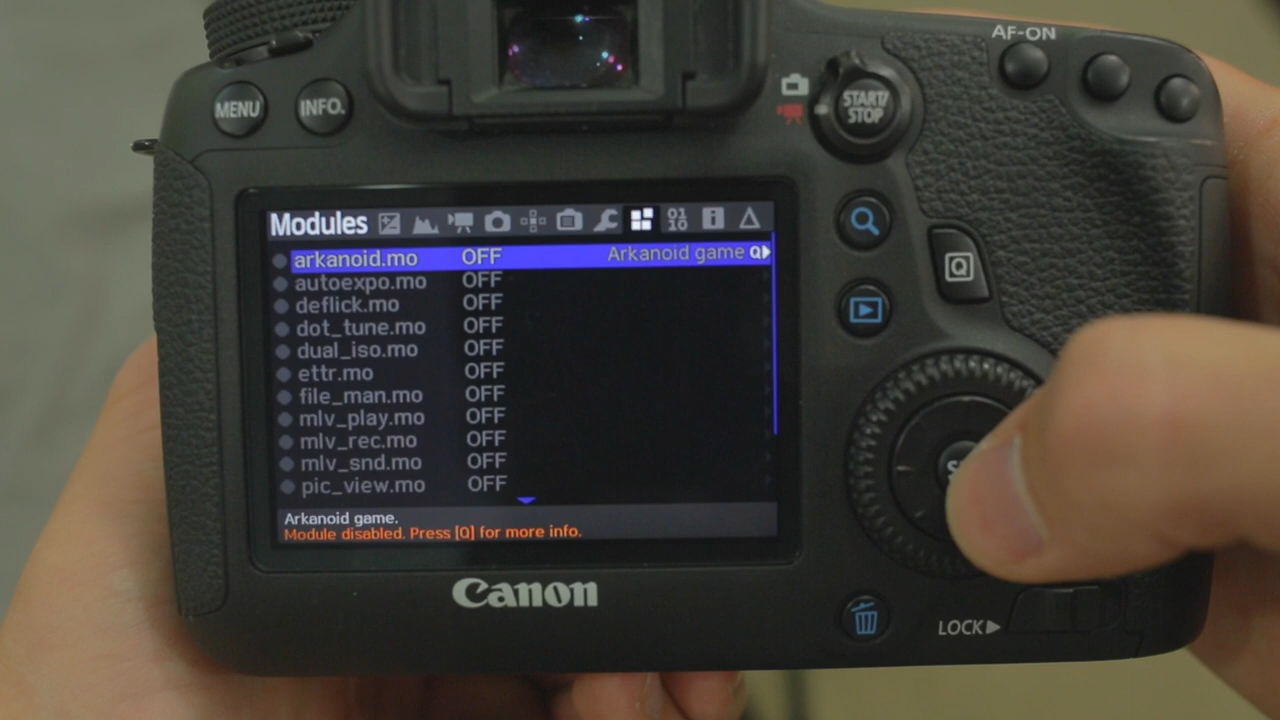 AF-ON
MENU
INFO.
START/
STOP
Modules
01
10
arkanoid.mo OFF Arkanoid game Q
autoexpo.mo OFF
deflick.mo OFF
dot_tune.mo OFF
dual_iso.mo OFF
ettr.mo OFF
file_man.mo OFF
mlv_play.mo OFF
mlv_rec.mo OFF
mlv_snd.mo OFF
pic_view.mo OFF
Arkanoid game.
Module disabled. Press [Q] for more info.
Q
Canon
LOCK▶